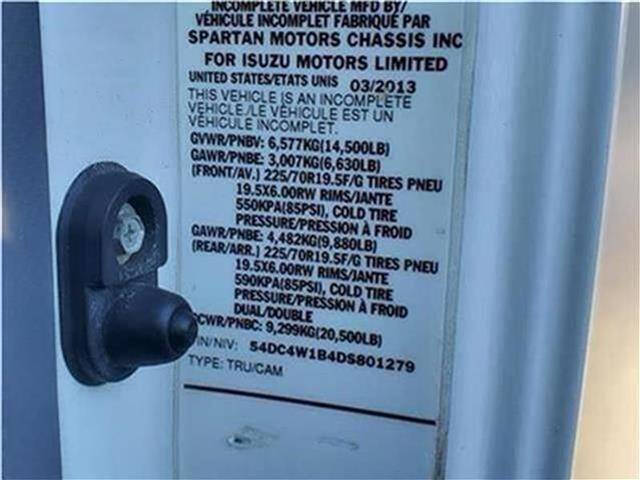 INCOMPLETE VEHICLE MFD BY/
VÉHICULE INCOMPLET FABRIQUÉ PAR
SPARTAN MOTORS CHASSIS INC
FOR ISUZU MOTORS LIMITED
UNITED STATES/ETATS UNIS 03/2013
THIS VEHICLE IS AN INCOMPLETE
VEHICLE./LE VÉHICULE EST UN
VÉHICULE INCOMPLET.
GVWR/PNBV: 6,577KG(14,500LB)
GAWR/PNBE: 3,007KG(6,630LB)
(FRONT/AV.) 225/70R19.5F/G TIRES PNEU
19.5X6.00RW RIMS/JANTE
550KPA(85PSI), COLD TIRE
PRESSURE/PRESSION À FROID
GAWR/PNBE: 4,482KG(9,880LB)
(REAR/ARR.) 225/70R19.5F/G TIRES PNEU
19.5X6.00RW RIMS/JANTE
590KPA(85PSI), COLD TIRE
PRESSURE/PRESSION À FROID
DUAL/DOUBLE
GCWR/PNBC: 9,299KG(20,500LB)
VIN/NIV: 54DC4W1B4DS801279
TYPE: TRU/CAM